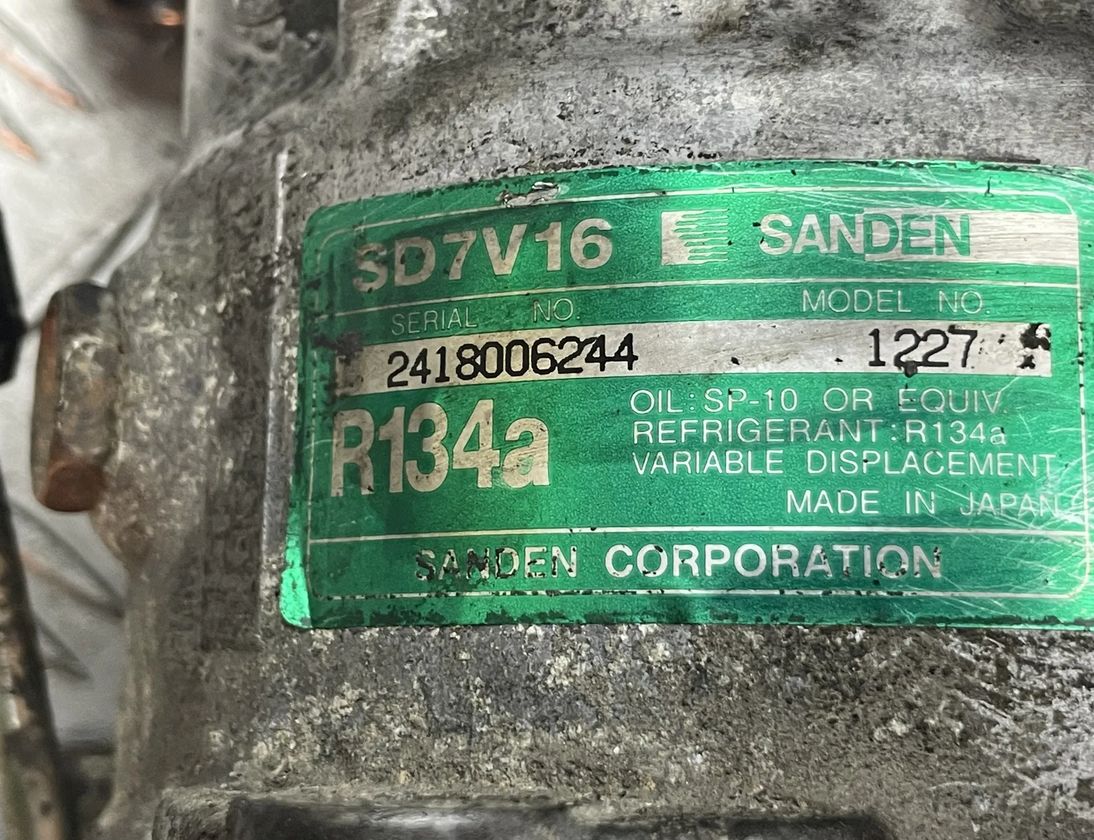 SD7V16 SANDEN
SERIAL NO. MODEL NO.
2418006244 1227
R134a
OIL:SP-10 OR EQUIV.
REFRIGERANT:R134a
VARIABLE DISPLACEMENT
MADE IN JAPAN
SANDEN CORPORATION